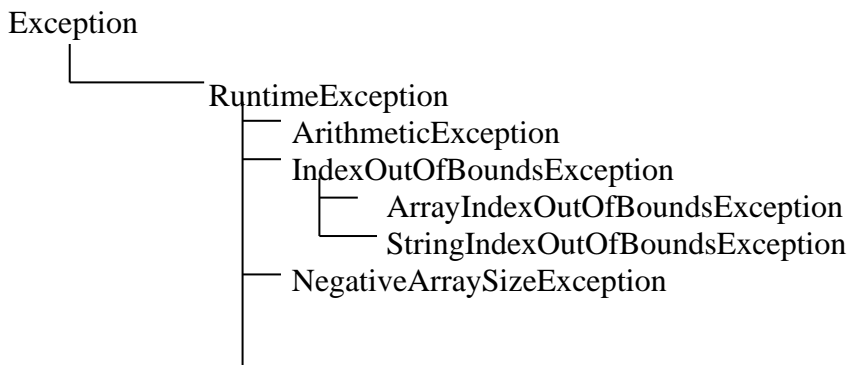 Exception
RuntimeException
ArithmeticException
IndexOutOfBoundsException
ArrayIndexOutOfBoundsException
StringIndexOutOfBoundsException
NegativeArraySizeException